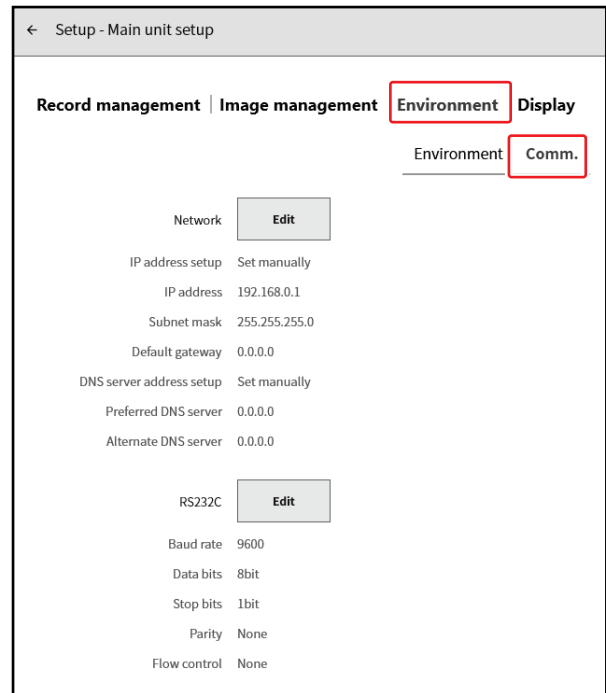 ← Setup - Main unit setup
Record management | Image management Environment Display
Environment Comm.
Network Edit
IP address setup Set manually
IP address 192.168.0.1
Subnet mask 255.255.255.0
Default gateway 0.0.0.0
DNS server address setup Set manually
Preferred DNS server 0.0.0.0
Alternate DNS server 0.0.0.0
RS232C Edit
Baud rate 9600
Data bits 8bit
Stop bits 1bit
Parity None
Flow control None